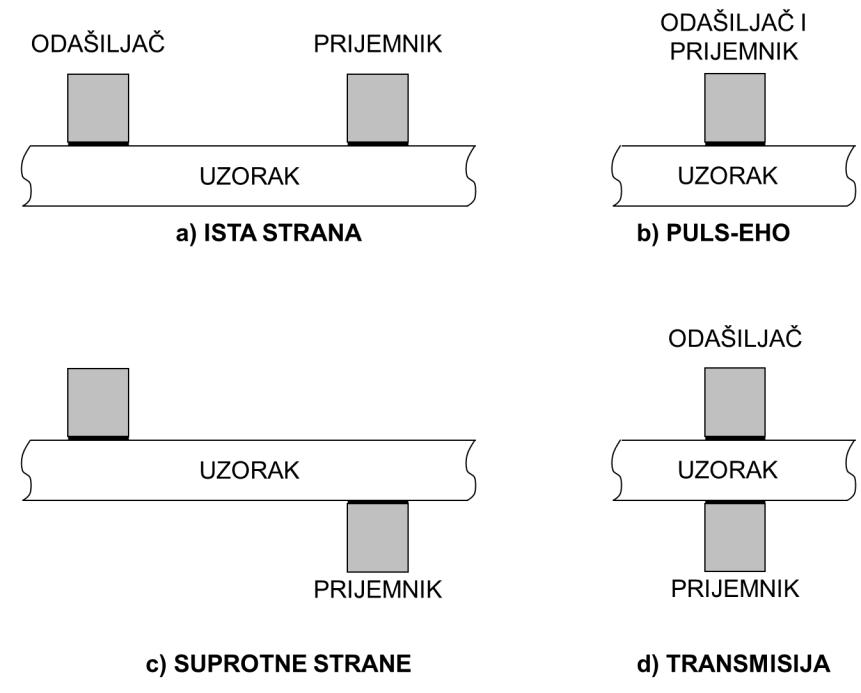 ODAŠILJAČ
PRIJEMNIK
UZORAK
a) ISTA STRANA
ODAŠILJAČ I
PRIJEMNIK
UZORAK
b) PULS-EHO
UZORAK
PRIJEMNIK
c) SUPROTNE STRANE
ODAŠILJAČ
UZORAK
PRIJEMNIK
d) TRANSMISIJA